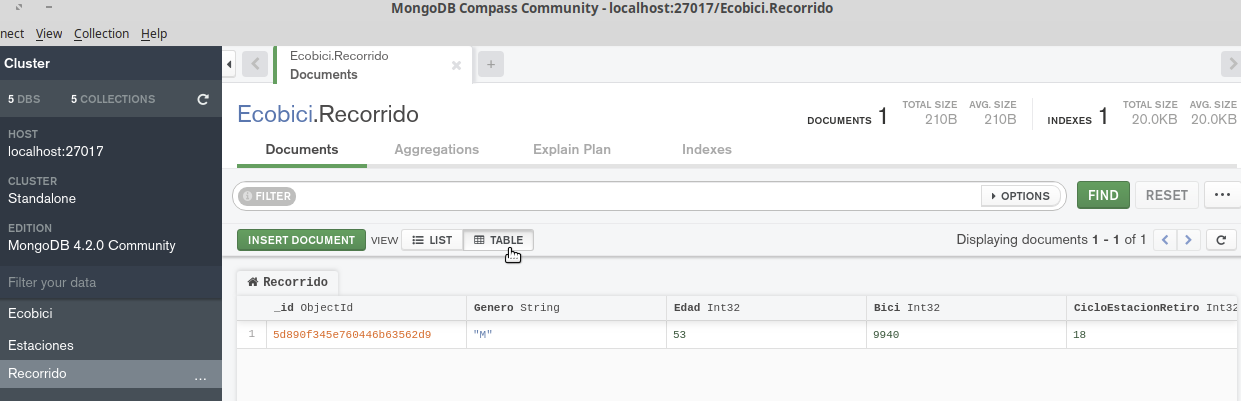 MongoDB Compass Community - localhost:27017/Ecobici.Recorrido
nect View Collection Help
Cluster
5 DBS 5 COLLECTIONS
HOST
localhost:27017
CLUSTER
Standalone
EDITION
MongoDB 4.2.0 Community
Filter your data
Ecobici
Estaciones
Recorrido ...
Ecobici.Recorrido
Documents
Ecobici.Recorrido
DOCUMENTS 1 TOTAL SIZE 210B AVG. SIZE 210B INDEXES 1 TOTAL SIZE 20.0KB AVG. SIZE 20.0KB
Documents Aggregations Explain Plan Indexes
FILTER OPTIONS FIND RESET ...
INSERT DOCUMENT VIEW LIST TABLE Displaying documents 1 - 1 of 1
Recorrido
_id ObjectId Genero String Edad Int32 Bici Int32 CicloEstacionRetiro Int32
1 5d890f345e760446b63562d9 "M" 53 9940 18